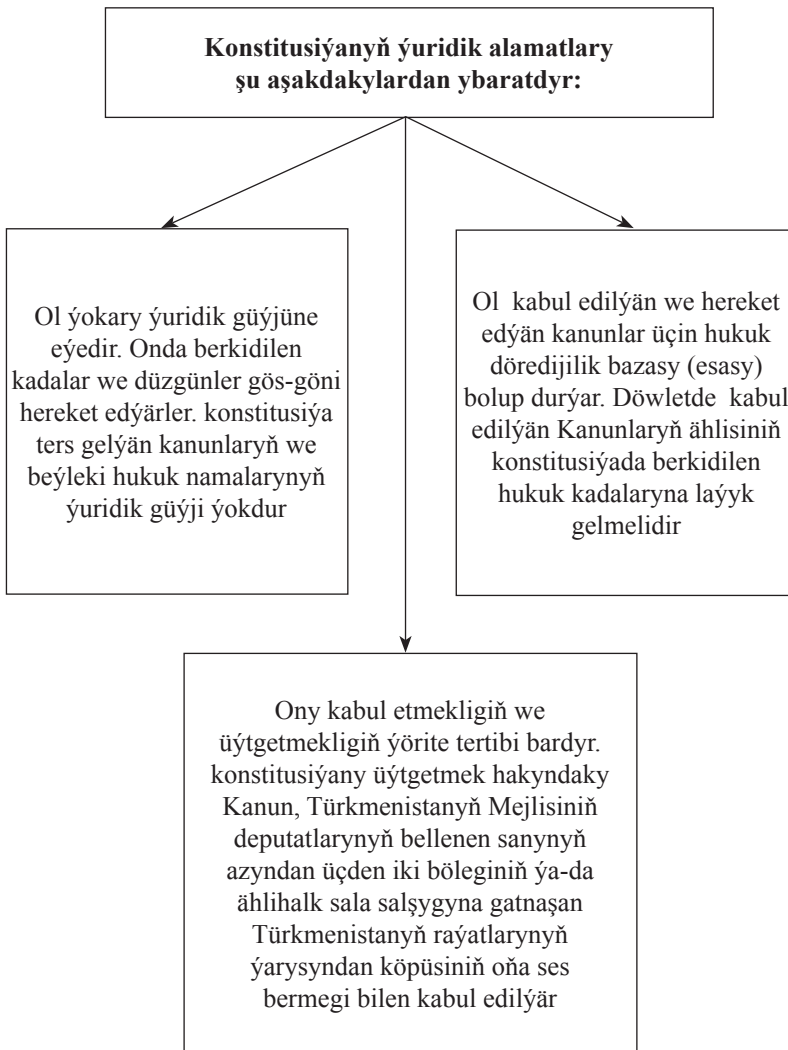 Konstitusiýanyň ýuridik alamatlary
şu aşakdakylardan ybaratdyr:
Ol ýokary ýuridik güýjüne
eýedir. Onda berkidilen
kadalar we düzgünler gös-göni
hereket edýärler. konstitusiýa
ters gelýän kanunlaryň we
beýleki hukuk namalarynyň
ýuridik güýji ýokdur
Ol kabul edilýän we hereket
edýän kanunlar üçin hukuk
döredijilik bazasy (esasy)
bolup durýar. Döwletde kabul
edilýän Kanunlaryň ählisiniň
konstitusiýada berkidilen
hukuk kadalaryna laýyk
gelmelidir
Ony kabul etmekligiň we
üýtgetmekligiň ýörite tertibi bardyr.
konstitusiýany üýtgetmek hakyndaky
Kanun, Türkmenistanyň Mejlisiniň
deputatlarynyň bellenen sanynyň
azyndan üçden iki böleginiň ýa-da
ählihalk sala salşygyna gatnaşan
Türkmenistanyň raýatlarynyň
ýarysyndan köpüsiniň oňa ses
bermegi bilen kabul edilýär